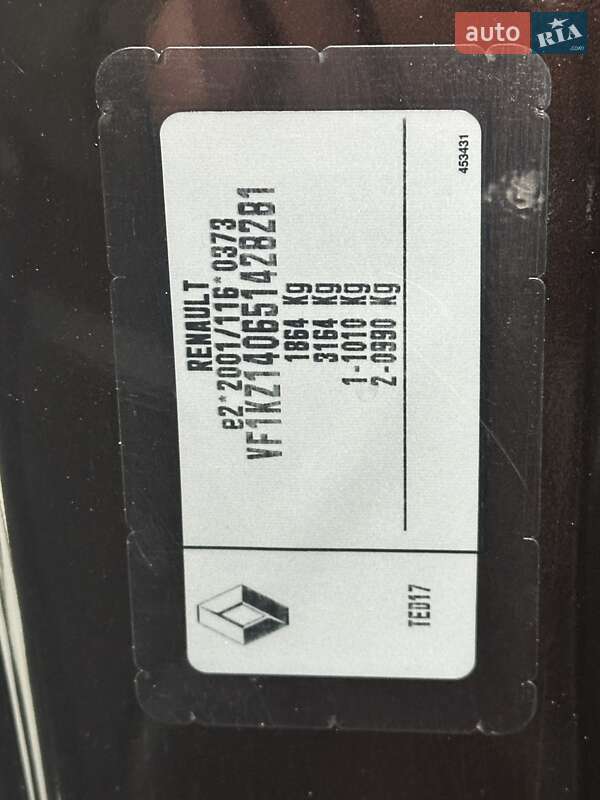 auto RIA.com
RENAULT
e2*2001/116*0373
VF1KZ140651428281
1864 Kg
3164 Kg
1-1010 Kg
2-0990 Kg
453431
TED17